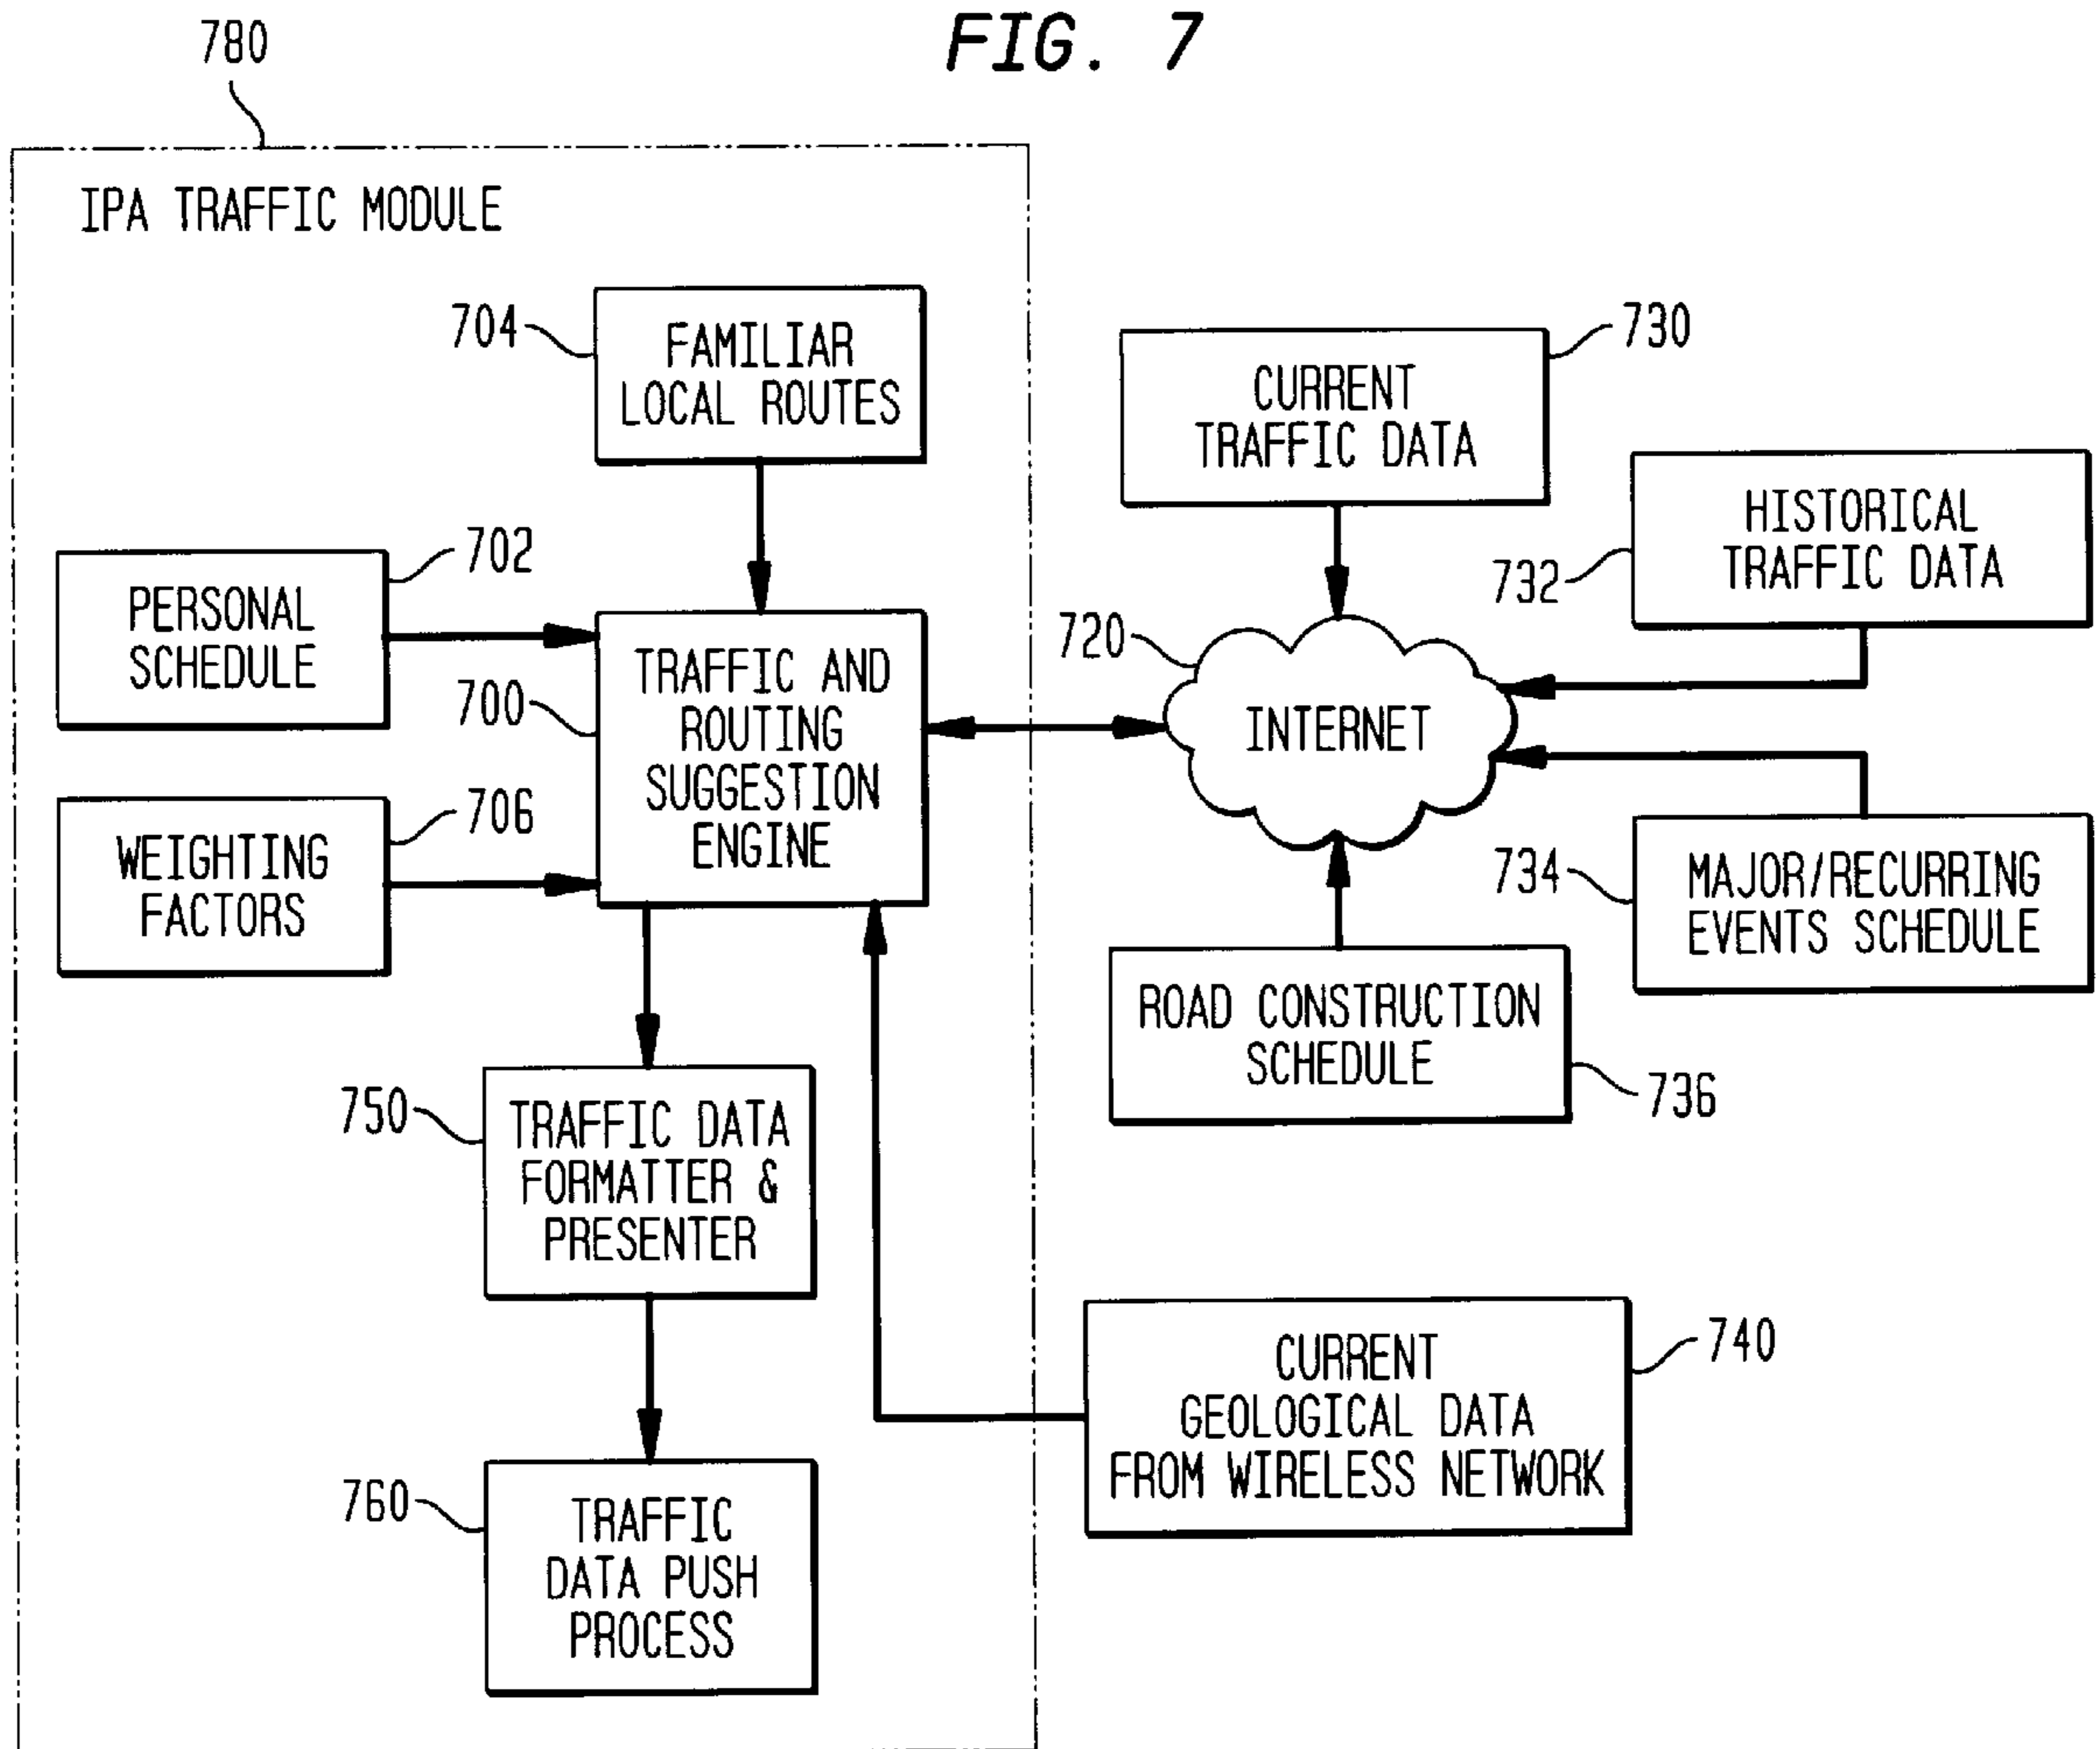 FIG. 7
780
IPA TRAFFIC MODULE
704
FAMILIAR
LOCAL ROUTES
730
CURRENT
TRAFFIC DATA
702
PERSONAL
SCHEDULE
732
HISTORICAL
TRAFFIC DATA
700
TRAFFIC AND
ROUTING
SUGGESTION
ENGINE
720
INTERNET
706
WEIGHTING
FACTORS
734
MAJOR/RECURRING
EVENTS SCHEDULE
ROAD CONSTRUCTION
SCHEDULE
736
750
TRAFFIC DATA
FORMATTER &
PRESENTER
740
CURRENT
GEOLOGICAL DATA
FROM WIRELESS NETWORK
760
TRAFFIC
DATA PUSH
PROCESS